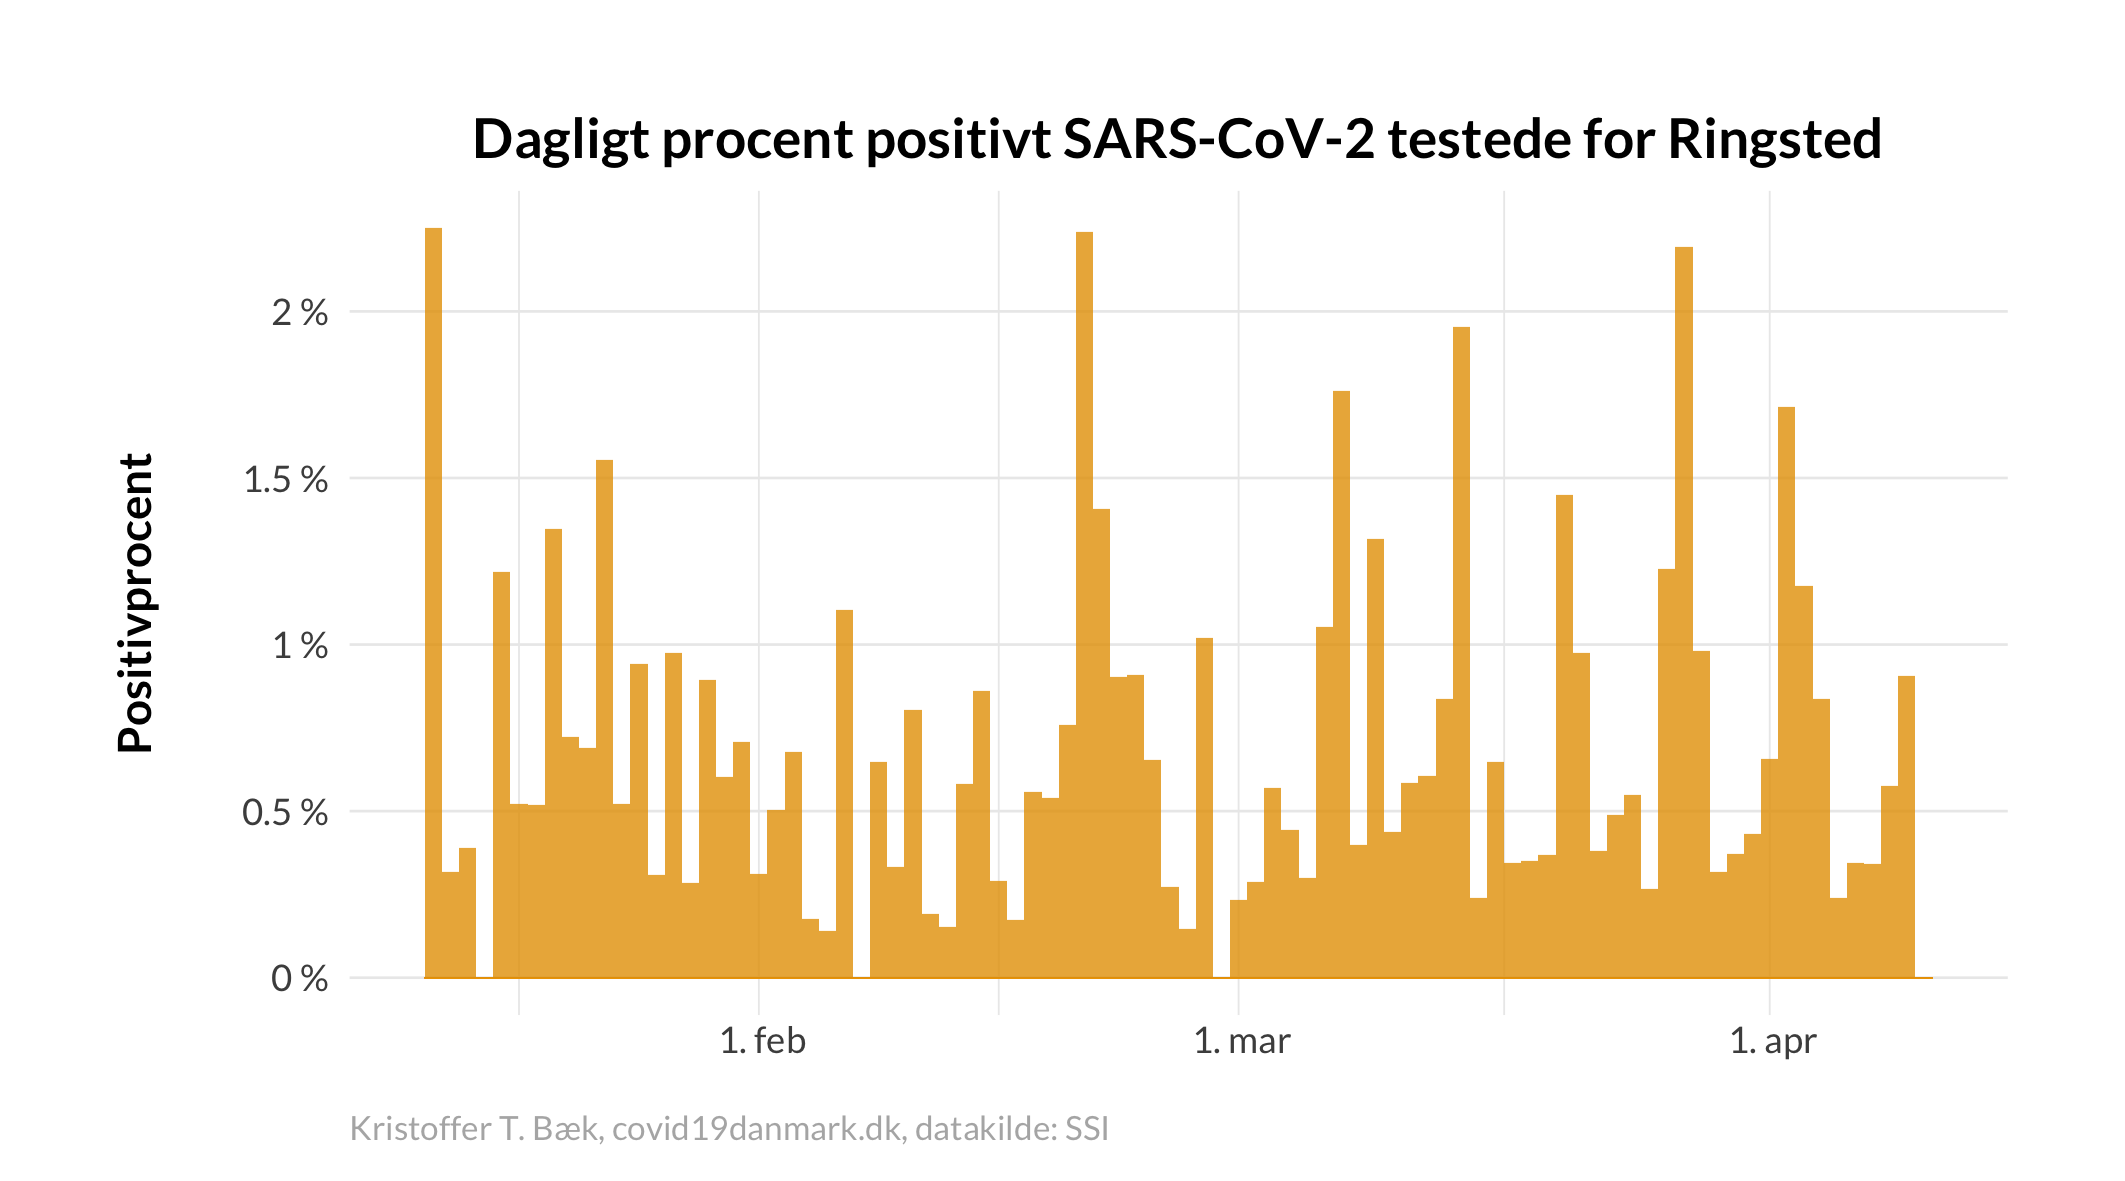 Dagligt procent positivt SARS-CoV-2 testede for Ringsted
Positivprocent
2 %
1.5 %
1 %
0.5 %
0 %
1. feb
1. mar
1. apr
Kristoffer T. Bæk, covid19danmark.dk, datakilde: SSI